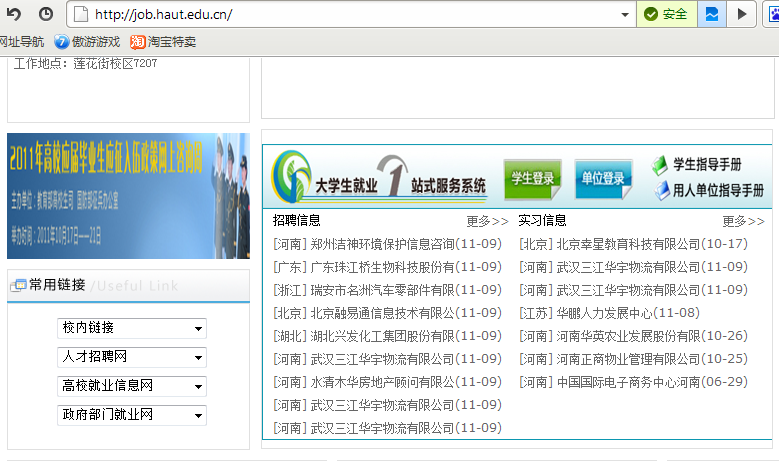 http://job.haut.edu.cn/
安全
网址导航 傲游游戏 淘宝特卖
工作地点：莲花街校区7207
2011年高校应届毕业生应征入伍政策网上咨询周
主办单位：教育部高校学生司 国防部征兵办公室
举办时间：2011年10月17日——21日
常用链接 /Useful Link
校内链接
人才招聘网
高校就业信息网
政府部门就业网
大学生就业1站式服务系统
学生登录
单位登录
学生指导手册
用人单位指导手册
招聘信息 更多>>
[河南] 郑州洁神环境保护信息咨询(11-09)
[广东] 广东珠江桥生物科技股份有(11-09)
[浙江] 瑞安市名洲汽车零部件有限(11-09)
[北京] 北京融易通信息技术有限公(11-09)
[湖北] 湖北兴发化工集团股份有限(11-09)
[河南] 武汉三江华宇物流有限公司(11-09)
[河南] 水清木华房地产顾问有限公(11-09)
[河南] 武汉三江华宇物流有限公司(11-09)
[河南] 武汉三江华宇物流有限公司(11-09)
实习信息 更多>>
[北京] 北京幸星教育科技有限公司(10-17)
[河南] 武汉三江华宇物流有限公司(11-09)
[河南] 武汉三江华宇物流有限公司(11-09)
[江苏] 华鹏人力发展中心(11-08)
[河南] 河南华英农业发展股份有限(10-26)
[河南] 河南正商物业管理有限公司(10-25)
[河南] 中国国际电子商务中心河南(06-29)